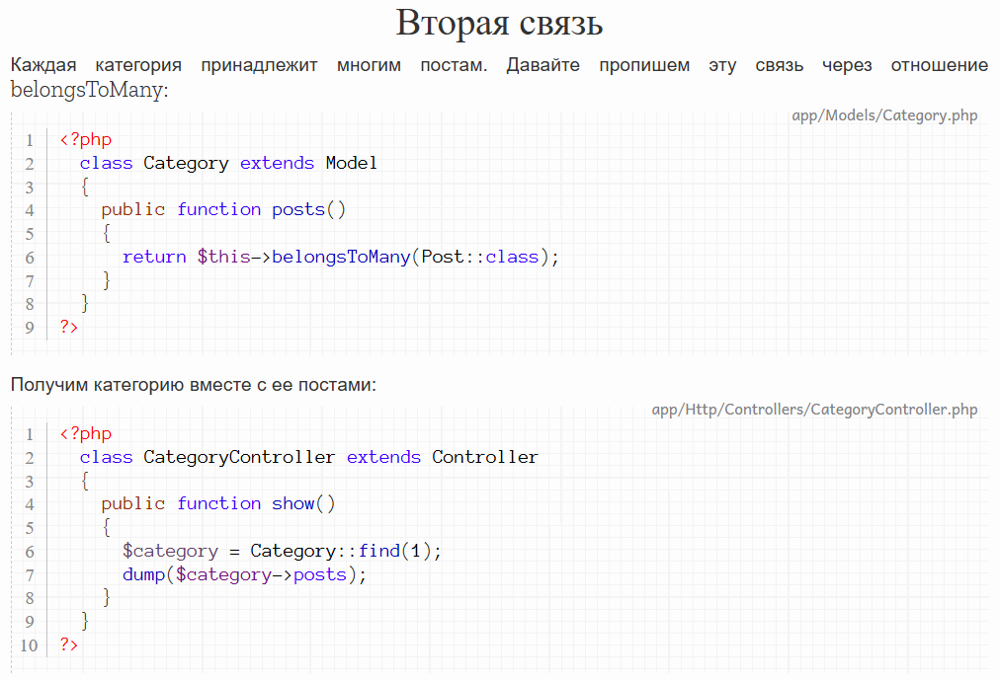 Вторая связь
Каждая категория принадлежит многим постам. Давайте пропишем эту связь через отношение
belongsToMany:
app/Models/Category.php
1 <?php
2 class Category extends Model
3 {
4 public function posts()
5 {
6 return $this->belongsToMany(Post::class);
7 }
8 }
9 ?>
Получим категорию вместе с ее постами:
app/Http/Controllers/CategoryController.php
1 <?php
2 class CategoryController extends Controller
3 {
4 public function show()
5 {
6 $category = Category::find(1);
7 dump($category->posts);
8 }
9 }
10 ?>